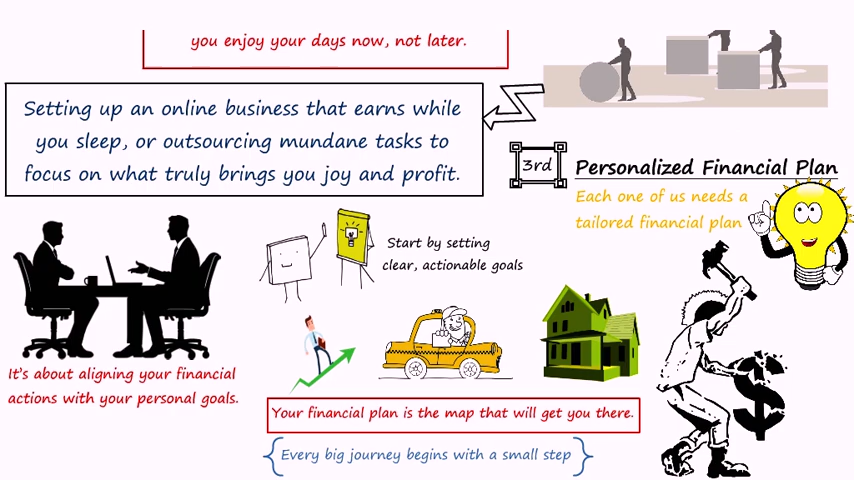 you enjoy your days now, not later.
Setting up an online business that earns while
you sleep, or outsourcing mundane tasks to
focus on what truly brings you joy and profit.
3rd
Personalized Financial Plan
Each one of us needs a
tailored financial plan
Start by setting
clear, actionable goals
It's about aligning your financial
actions with your personal goals.
Your financial plan is the map that will get you there.
Every big journey begins with a small step